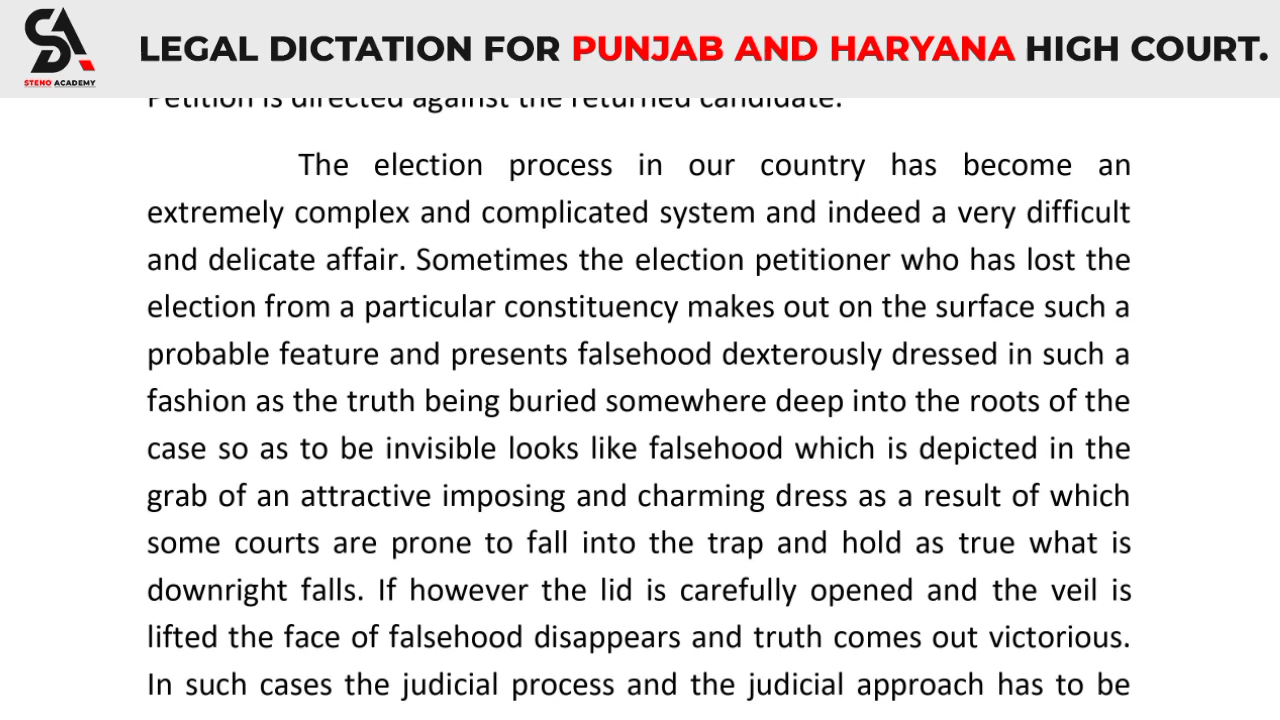 SA
STENO ACADEMY
LEGAL DICTATION FOR PUNJAB AND HARYANA HIGH COURT.
Petition is directed against the returned candidate.
The election process in our country has become an
extremely complex and complicated system and indeed a very difficult
and delicate affair. Sometimes the election petitioner who has lost the
election from a particular constituency makes out on the surface such a
probable feature and presents falsehood dexterously dressed in such a
fashion as the truth being buried somewhere deep into the roots of the
case so as to be invisible looks like falsehood which is depicted in the
grab of an attractive imposing and charming dress as a result of which
some courts are prone to fall into the trap and hold as true what is
downright falls. If however the lid is carefully opened and the veil is
lifted the face of falsehood disappears and truth comes out victorious.
In such cases the judicial process and the judicial approach has to be